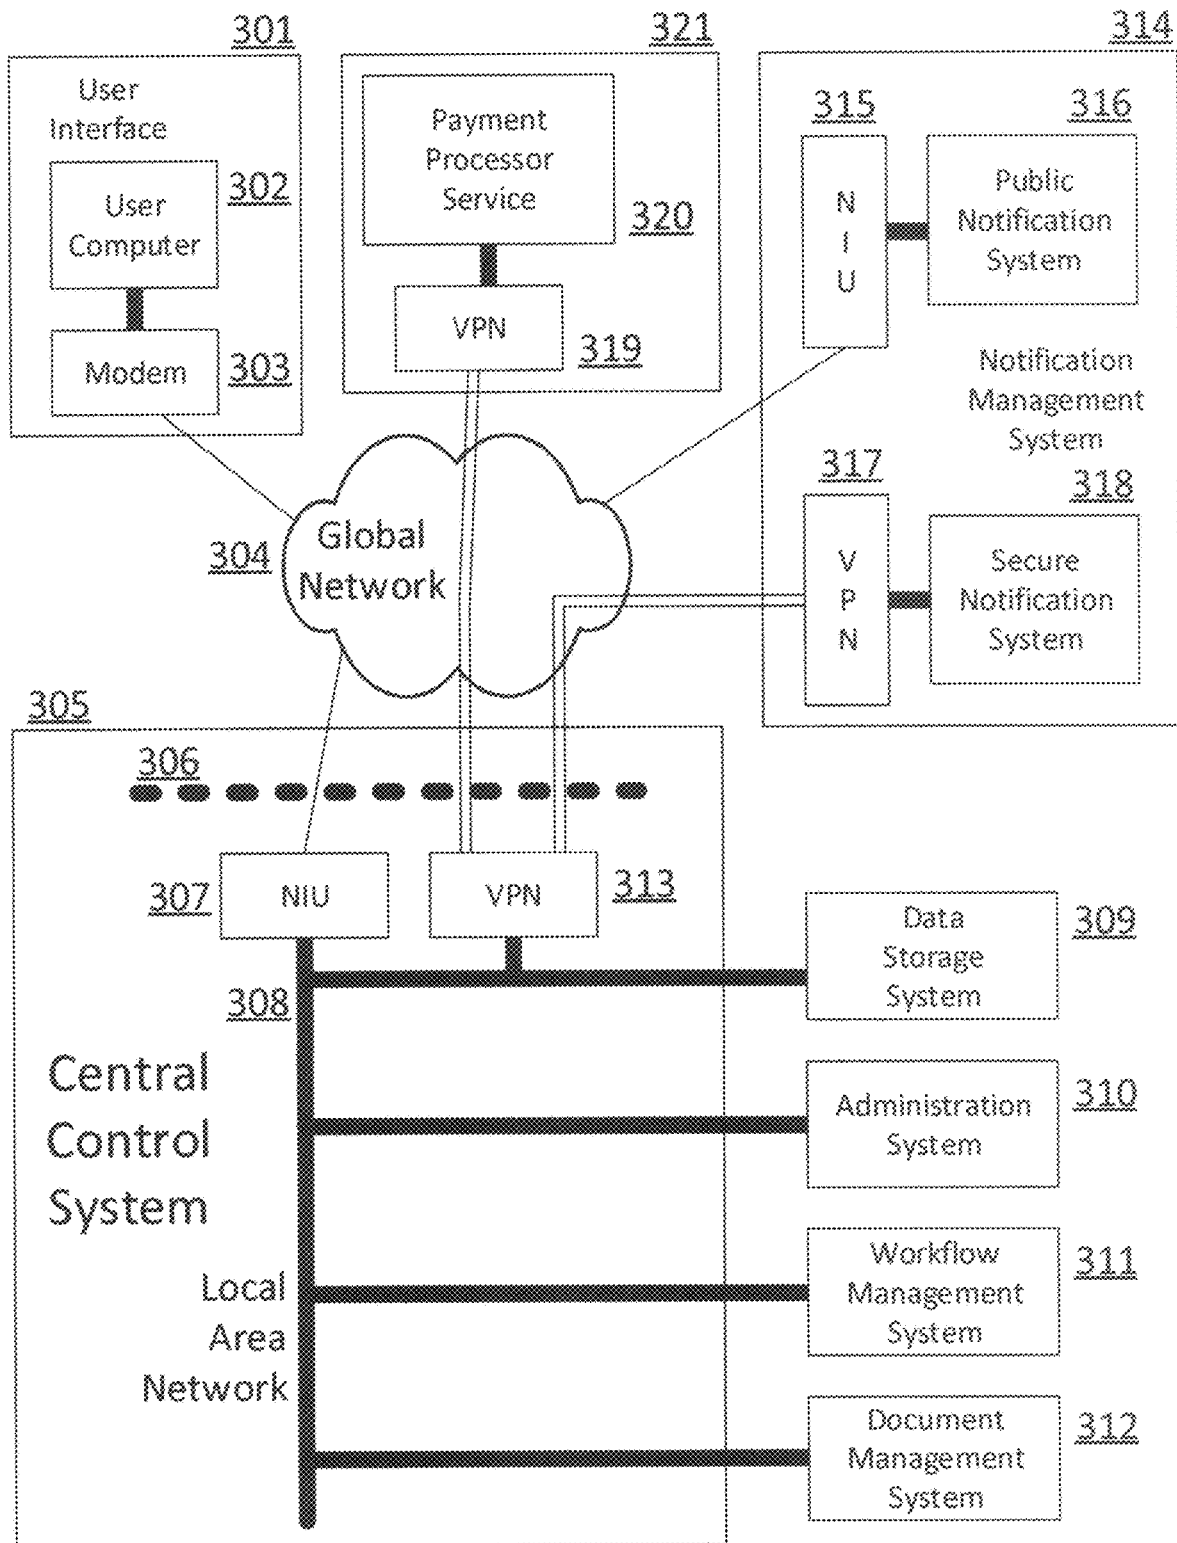 301
User
Interface
302
User
Computer
303
Modem
321
Payment
Processor
Service
320
VPN
319
314
315
316
N
I
U
Public
Notification
System
Notification
Management
System
317
318
V
P
N
Secure
Notification
System
304
Global
Network
305
306
307
NIU
VPN
313
308
Data
Storage
System
309
Central
Control
System
Administration
System
310
Local
Area
Network
Workflow
Management
System
311
Document
Management
System
312